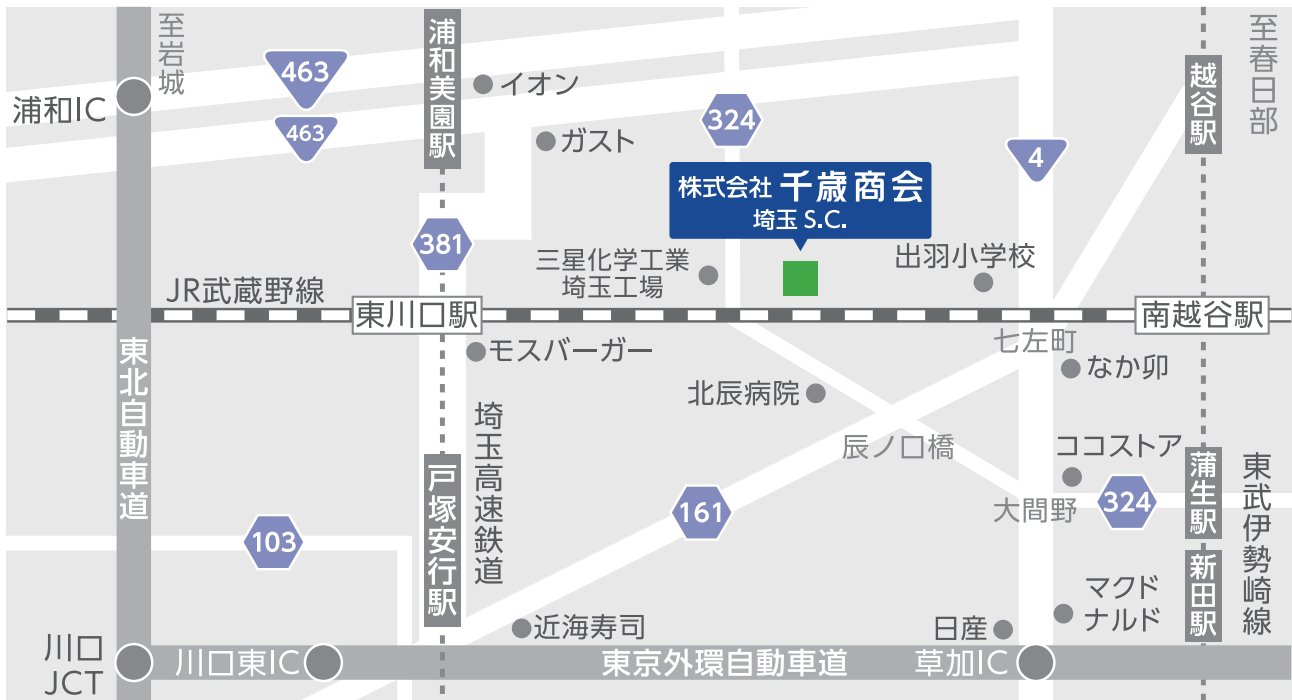 至岩城
浦和美園駅
至春日部
越谷駅
463
イオン
浦和IC
324
463
ガスト
4
株式会社 千歳商会
埼玉 S.C.
381
三星化学工業
埼玉工場
出羽小学校
JR武蔵野線
東川口駅
南越谷駅
七左町
モスバーガー
なか卯
東北自動車道
北辰病院
埼玉高速鉄道
辰ノ口橋
ココストア
戸塚安行駅
蒲生駅
東武伊勢崎線
161
大間野
324
103
新田駅
マクド
ナルド
近海寿司
日産
川口
JCT
川口東IC
東京外環自動車道
草加IC